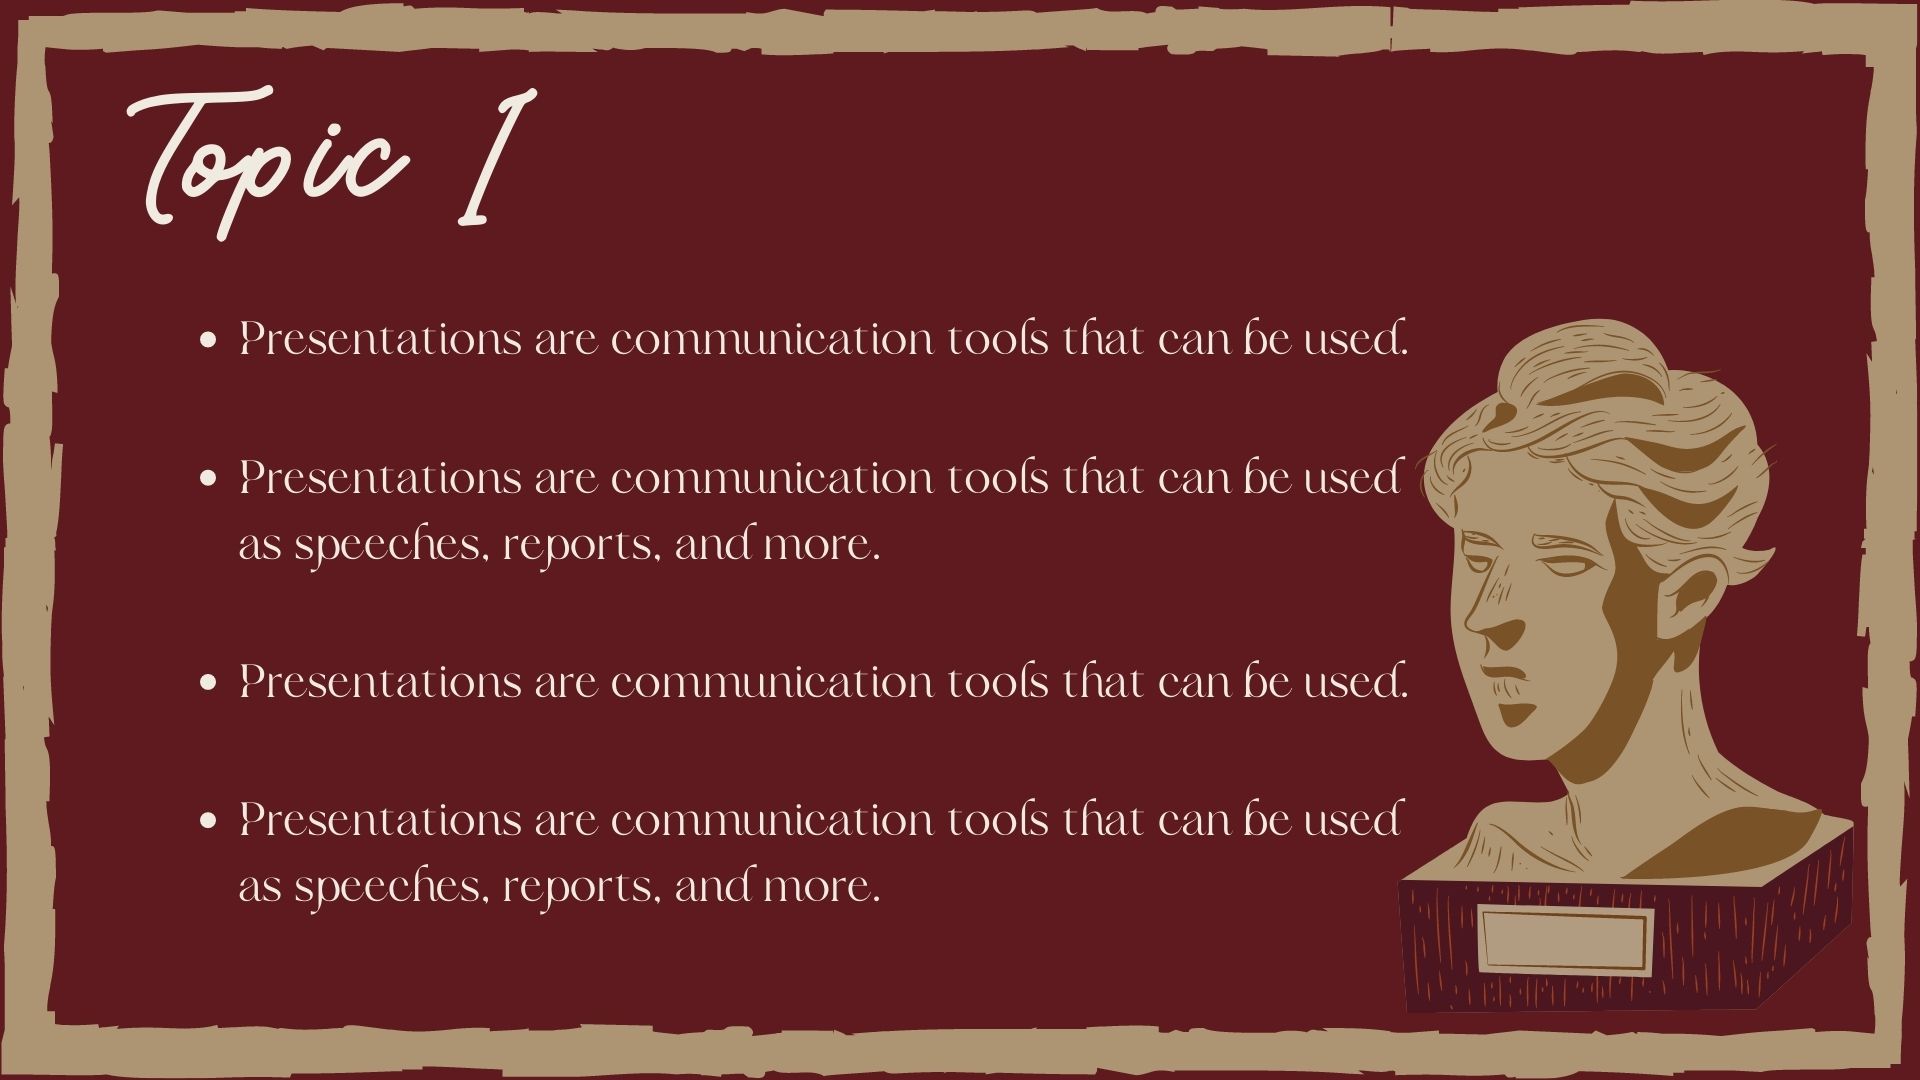 Topic 1
• Presentations are communication tools that can be used.
• Presentations are communication tools that can be used
as speeches, reports, and more.
• Presentations are communication tools that can be used.
• Presentations are communication tools that can be used
as speeches, reports, and more.